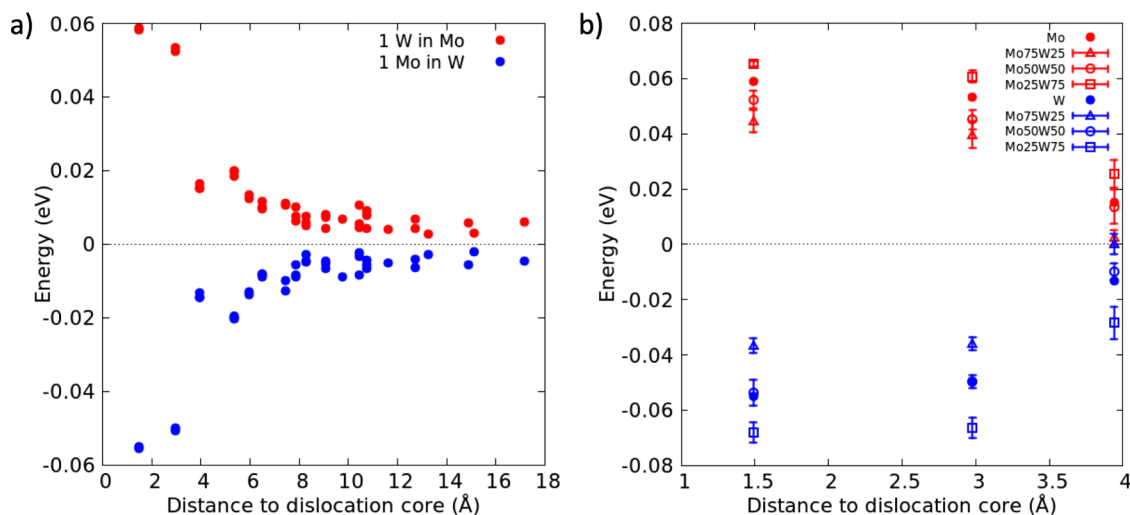 a)
0.06
0.04
0.02
0
-0.02
-0.04
-0.06
Energy (eV)
1 W in Mo
1 Mo in W
0 2 4 6 8 10 12 14 16 18
Distance to dislocation core (Å)
b)
0.08
0.06
0.04
0.02
0
-0.02
-0.04
-0.06
-0.08
Energy (eV)
Mo
Mo75W25
Mo50W50
Mo25W75
W
Mo75W25
Mo50W50
Mo25W75
1 1.5 2 2.5 3 3.5 4
Distance to dislocation core (Å)